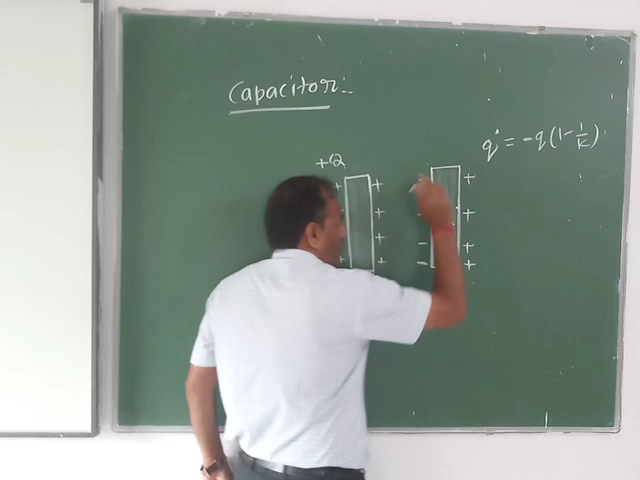 Capacitor:
q' = -q(1-1/K)
+Q
+ +
- +
- +
+ +
+ +
- +
+ + - +